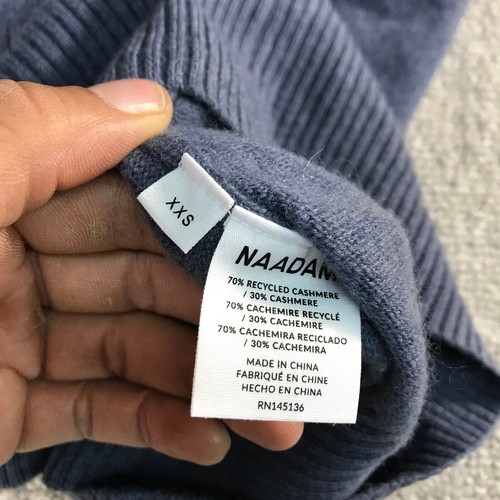 XXS
NAADAM
70% RECYCLED CASHMERE
/ 30% CASHMERE
70% CACHEMIRE RECYCLÉ
/ 30% CACHEMIRE
70% CACHEMIRA RECICLADO
/ 30% CACHEMIRA
MADE IN CHINA
FABRIQUÉ EN CHINE
HECHO EN CHINA
RN145136